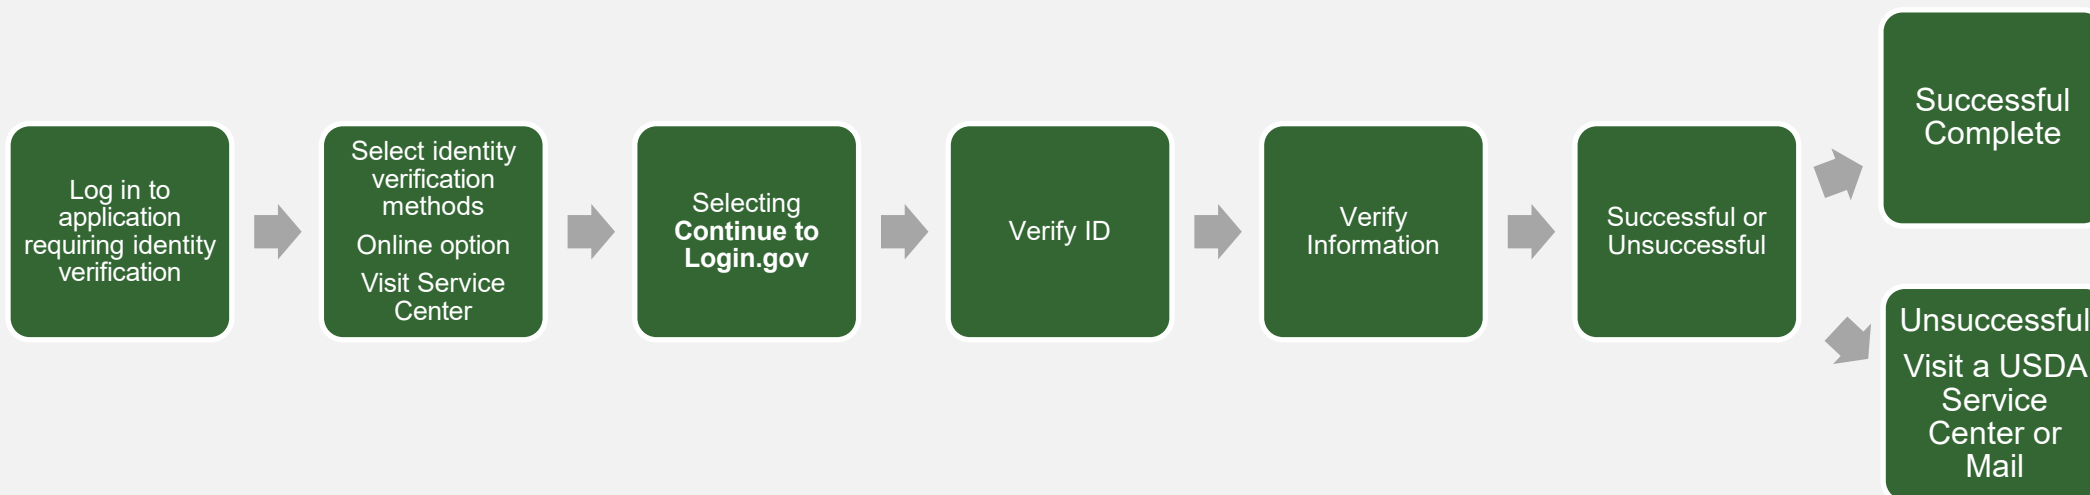 Log in to
application
requiring identity
verification
Select identity
verification
methods
Online option
Visit Service
Center
Selecting
Continue to
Login.gov
Verify ID
Verify
Information
Successful or
Unsuccessful
Successful
Complete
Unsuccessful
Visit a USDA
Service
Center or
Mail